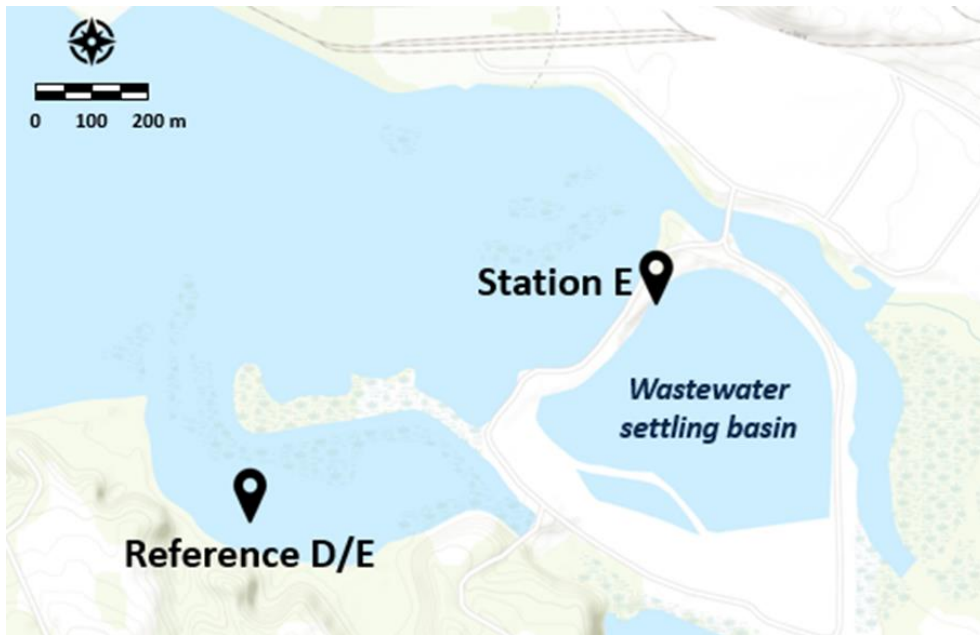 0 100 200 m
Station E
Wastewater
settling basin
Reference D/E